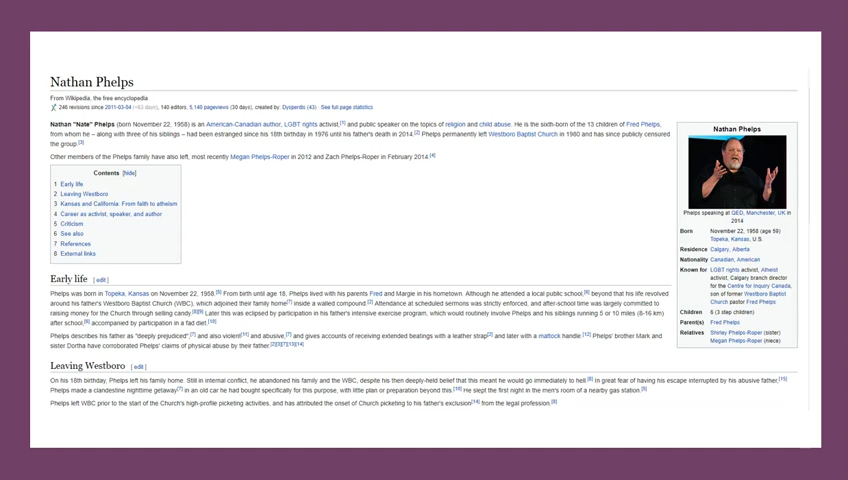 Nathan Phelps
From Wikipedia, the free encyclopedia
246 revisions since 2011-03-04 (+63 days), 140 editors, 5,140 pageviews (30 days), created by: Dysperdis (43) · See full page statistics
Nathan "Nate" Phelps (born November 22, 1958) is an American-Canadian author, LGBT rights activist,[1] and public speaker on the topics of religion and child abuse. He is the sixth-born of the 13 children of Fred Phelps,
from whom he – along with three of his siblings – had been estranged since his 18th birthday in 1976 until his father's death in 2014.[2] Phelps permanently left Westboro Baptist Church in 1980 and has since publicly censured
the group.[3]
Other members of the Phelps family have also left, most recently Megan Phelps-Roper in 2012 and Zach Phelps-Roper in February 2014.[4]
Contents [hide]
1 Early life
2 Leaving Westboro
3 Kansas and California: From faith to atheism
4 Career as activist, speaker, and author
5 Criticism
6 See also
7 References
8 External links
Nathan Phelps
Phelps speaking at QED, Manchester, UK in
2014
Born November 22, 1958 (age 59)
Topeka, Kansas, U.S.
Residence Calgary, Alberta
Nationality Canadian, American
Known for LGBT rights activist, Atheist
activist, Calgary branch director
for the Centre for Inquiry Canada,
son of former Westboro Baptist
Church pastor Fred Phelps
Children 6 (3 step children)
Parent(s) Fred Phelps
Relatives Shirley Phelps-Roper (sister)
Megan Phelps-Roper (niece)
Early life [ edit ]
Phelps was born in Topeka, Kansas on November 22, 1958.[5] From birth until age 18, Phelps lived with his parents Fred and Margie in his hometown. Although he attended a local public school,[6] beyond that his life revolved
around his father's Westboro Baptist Church (WBC), which adjoined their family home[7] inside a walled compound.[2] Attendance at scheduled sermons was strictly enforced, and after-school time was largely committed to
raising money for the Church through selling candy.[8][9] Later this was eclipsed by participation in his father's intensive exercise program, which would routinely involve Phelps and his siblings running 5 or 10 miles (8-16 km)
after school,[6] accompanied by participation in a fad diet.[10]
Phelps describes his father as "deeply prejudiced",[7] and also violent[11] and abusive,[7] and gives accounts of receiving extended beatings with a leather strap[2] and later with a mattock handle.[12] Phelps' brother Mark and
sister Dortha have corroborated Phelps' claims of physical abuse by their father.[2][3][7][13][14]
Leaving Westboro [ edit ]
On his 18th birthday, Phelps left his family home. Still in internal conflict, he abandoned his family and the WBC, despite his then deeply-held belief that this meant he would go immediately to hell.[8] In great fear of having his escape interrupted by his abusive father,[15]
Phelps made a clandestine nighttime getaway[7] in an old car he had bought specifically for this purpose, with little plan or preparation beyond this.[16] He slept the first night in the men's room of a nearby gas station.[5]
Phelps left WBC prior to the start of the Church's high-profile picketing activities, and has attributed the onset of Church picketing to his father's exclusion[14] from the legal profession.[8]